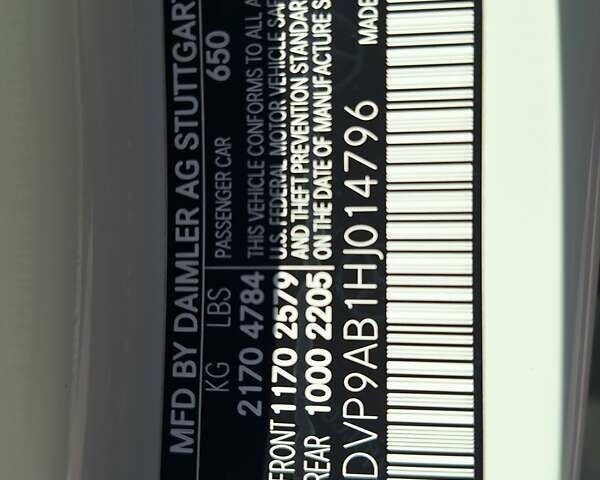 MFD BY DAIMLER AG STUTTGAR
KG LBS PASSENGER CAR 650
2170 4784 THIS VEHICLE CONFORMS TO ALL A
FRONT 1170 2579 U.S. FEDERAL MOTOR VEHICLE SAF
AND THEFT PREVENTION STANDAR
REAR 1000 2205 ON THE DATE OF MANUFACTURE S
DVP9AB1HJ014796 MADE